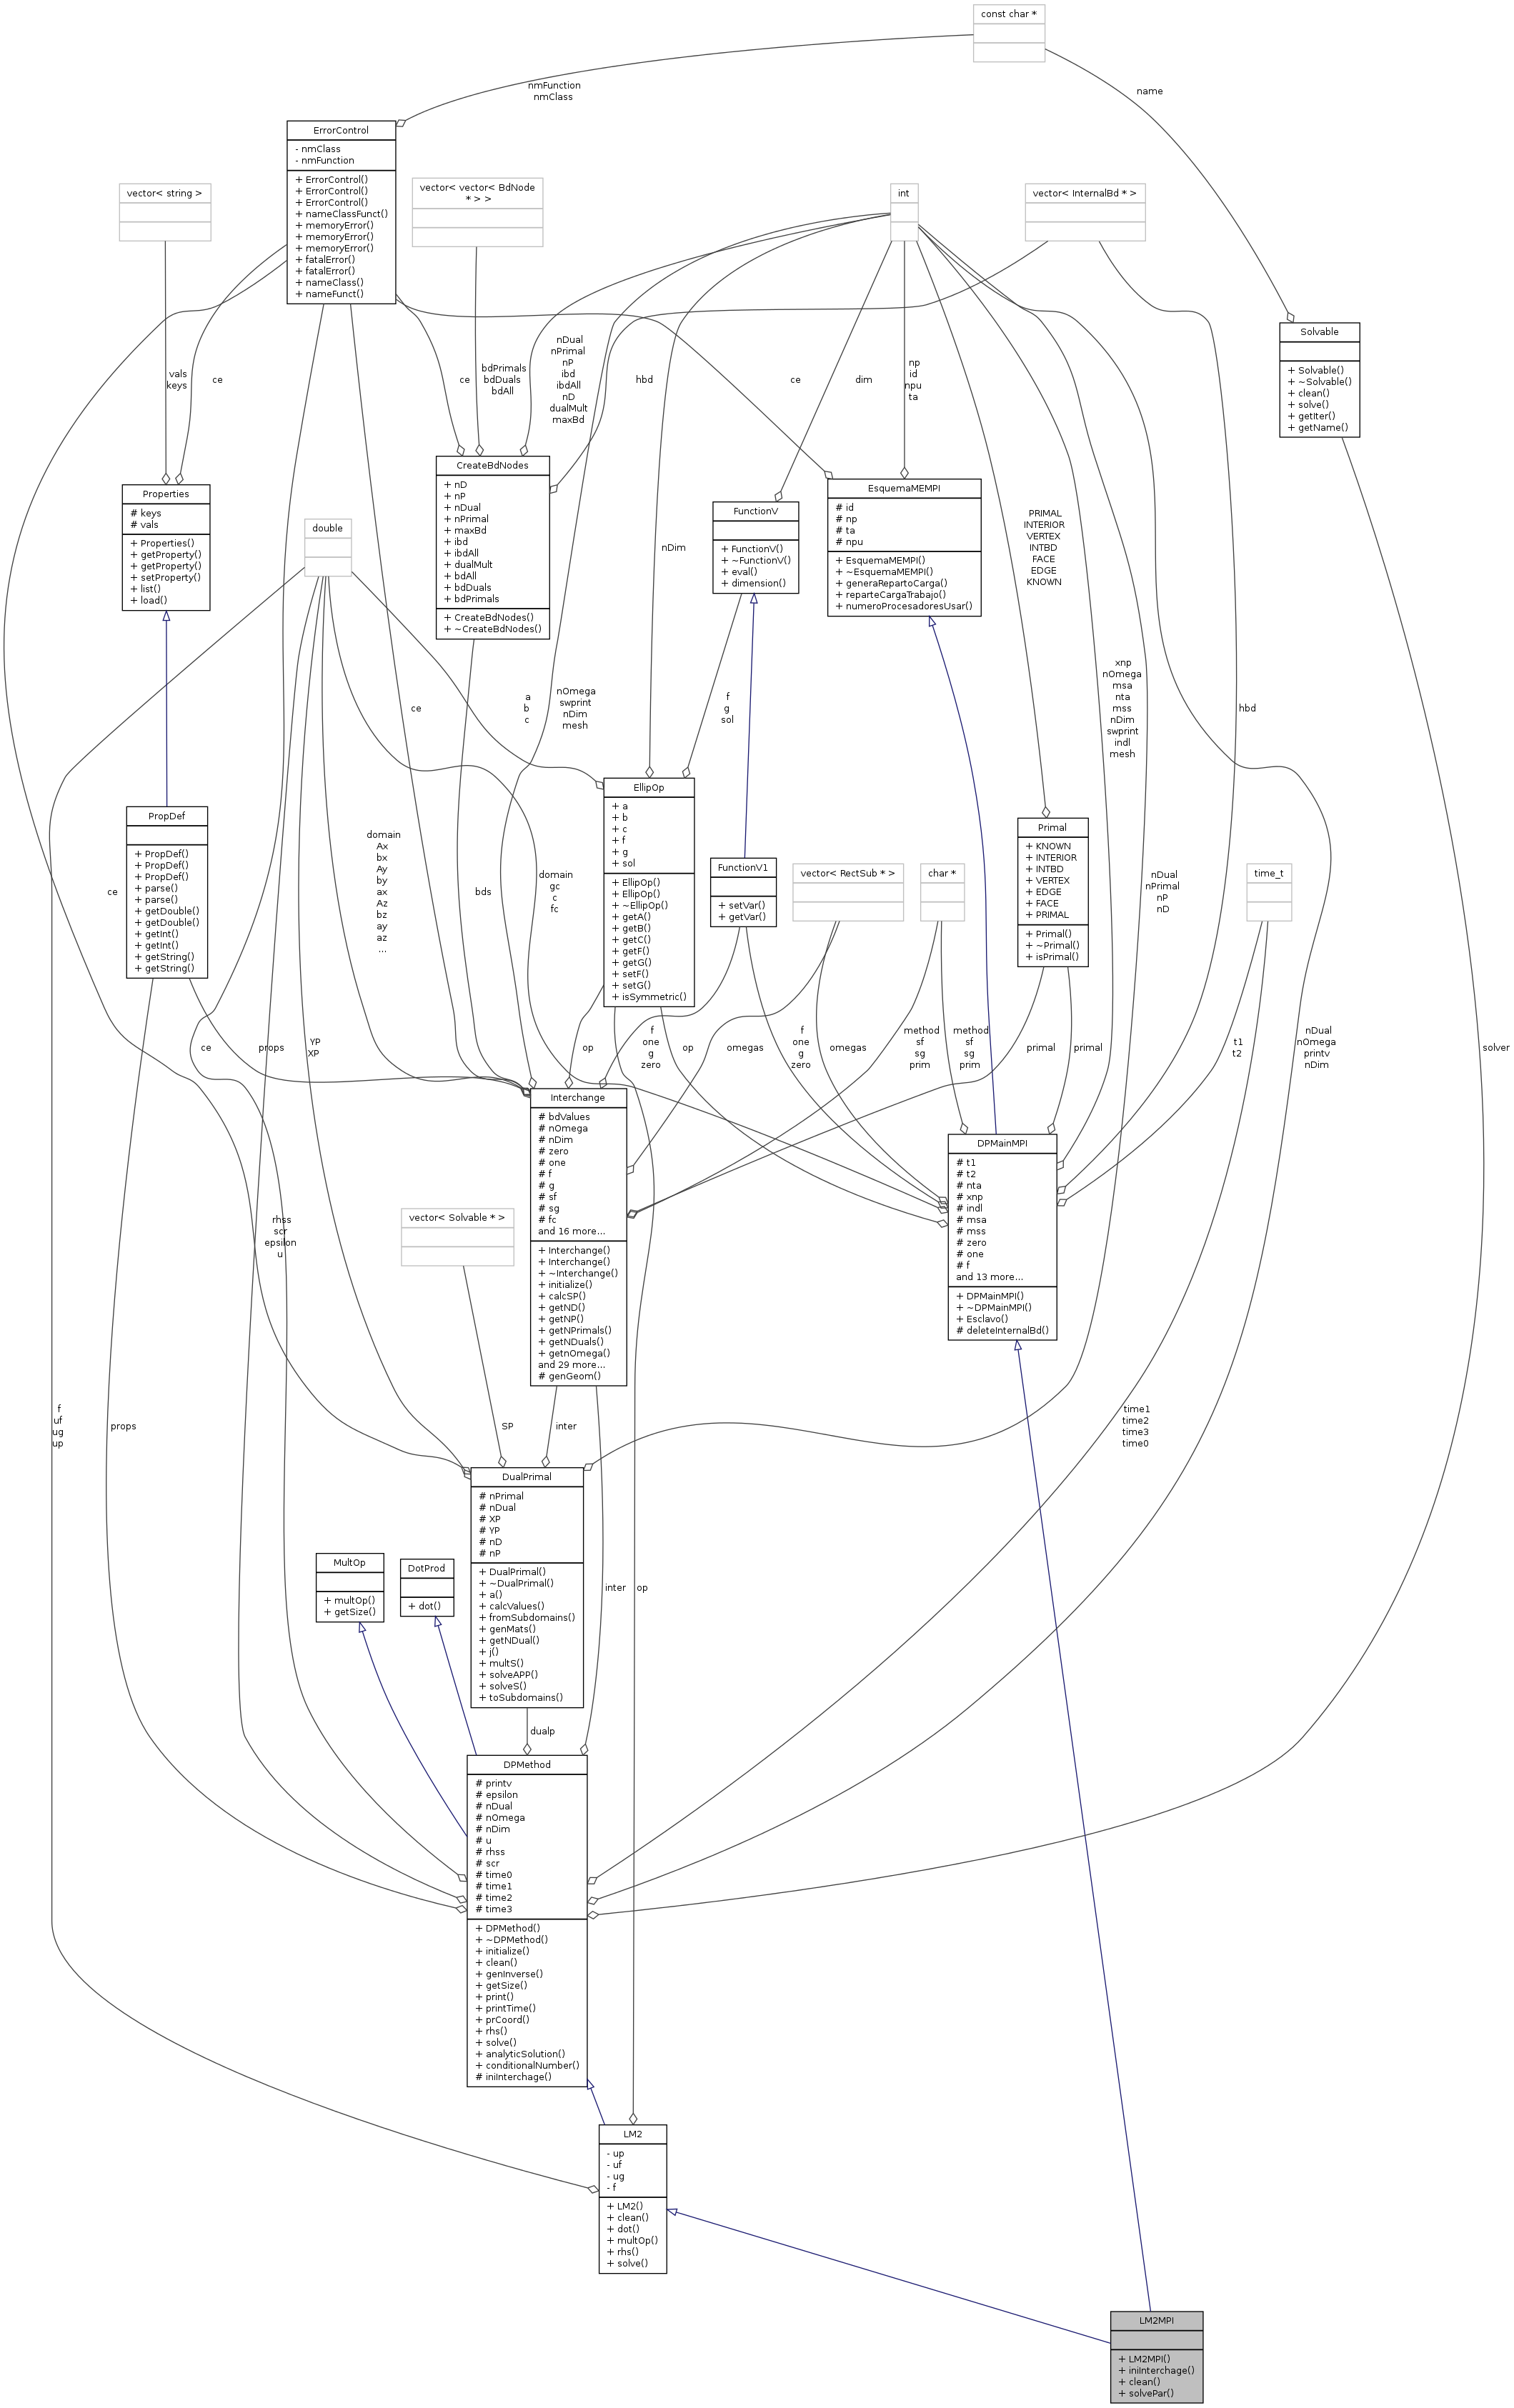 const char *
nmFunction
nmClass
name
ErrorControl
- nmClass
- nmFunction
+ ErrorControl()
+ ErrorControl()
+ ErrorControl()
+ nameClassFunct()
+ memoryError()
+ memoryError()
+ memoryError()
+ fatalError()
+ fatalError()
+ nameClass()
+ nameFunct()
vector< string >
vector< vector< BdNode
* > >
int
vector< InternalBd * >
Solvable
+ Solvable()
+ ~Solvable()
+ clean()
+ solve()
+ getIter()
+ getName()
vals
keys
ce
ce
bdPrimals
bdDuals
bdAll
nDual
nPrimal
nP
ibd
ibdAll
nD
dualMult
maxBd
hbd
ce
dim
np
id
npu
ta
Properties
# keys
# vals
+ Properties()
+ getProperty()
+ getProperty()
+ setProperty()
+ list()
+ load()
double
CreateBdNodes
+ nD
+ nP
+ nDual
+ nPrimal
+ maxBd
+ ibd
+ ibdAll
+ dualMult
+ bdAll
+ bdDuals
+ bdPrimals
+ CreateBdNodes()
+ ~CreateBdNodes()
nDim
FunctionV
+ FunctionV()
+ ~FunctionV()
+ eval()
+ dimension()
EsquemaMEMPI
# id
# np
# ta
# npu
+ EsquemaMEMPI()
+ ~EsquemaMEMPI()
+ generaRepartoCarga()
+ reparteCargaTrabajo()
+ numeroProcesadoresUsar()
PRIMAL
INTERIOR
VERTEX
INTBD
FACE
EDGE
KNOWN
ce
a
b
c
nOmega
swprint
nDim
mesh
f
g
sol
xnp
nOmega
msa
nta
mss
nDim
swprint
indl
mesh
hbd
PropDef
+ PropDef()
+ PropDef()
+ PropDef()
+ parse()
+ parse()
+ getDouble()
+ getDouble()
+ getInt()
+ getInt()
+ getString()
+ getString()
ce
domain
Ax
bx
Ay
by
ax
Az
bz
ay
az
...
bds
domain
gc
c
fc
EllipOp
+ a
+ b
+ c
+ f
+ g
+ sol
+ EllipOp()
+ EllipOp()
+ ~EllipOp()
+ getA()
+ getB()
+ getC()
+ getF()
+ getG()
+ setF()
+ setG()
+ isSymmetric()
FunctionV1
+ setVar()
+ getVar()
vector< RectSub * >
char *
Primal
+ KNOWN
+ INTERIOR
+ INTBD
+ VERTEX
+ EDGE
+ FACE
+ PRIMAL
+ Primal()
+ ~Primal()
+ isPrimal()
nDual
nPrimal
nP
nD
time_t
ce
props
YP
XP
op
f
one
g
zero
op
omegas
f
one
g
zero
omegas
method
sf
sg
prim
method
sf
sg
prim
primal
primal
t1
t2
nDual
nOmega
printv
nDim
solver
Interchange
# bdValues
# nOmega
# nDim
# zero
# one
# f
# g
# sf
# sg
# fc
and 16 more...
+ Interchange()
+ Interchange()
+ ~Interchange()
+ initialize()
+ calcSP()
+ getND()
+ getNP()
+ getNPrimals()
+ getNDuals()
+ getnOmega()
and 29 more...
# genGeom()
DPMainMPI
# t1
# t2
# nta
# xnp
# indl
# msa
# mss
# zero
# one
# f
and 13 more...
+ DPMainMPI()
+ ~DPMainMPI()
+ Esclavo()
# deleteInternalBd()
vector< Solvable * >
rhss
scr
epsilon
u
f
uf
ug
up
props
SP
inter
time1
time2
time3
time0
DualPrimal
# nPrimal
# nDual
# XP
# YP
# nD
# nP
+ DualPrimal()
+ ~DualPrimal()
+ a()
+ calcValues()
+ fromSubdomains()
+ genMats()
+ getNDual()
+ j()
+ multS()
+ solveAPP()
+ solveS()
+ toSubdomains()
MultOp
+ multOp()
+ getSize()
DotProd
+ dot()
inter
op
dualp
DPMethod
# printv
# epsilon
# nDual
# nOmega
# nDim
# u
# rhss
# scr
# time0
# time1
# time2
# time3
+ DPMethod()
+ ~DPMethod()
+ initialize()
+ clean()
+ genInverse()
+ getSize()
+ print()
+ printTime()
+ prCoord()
+ rhs()
+ solve()
+ analyticSolution()
+ conditionalNumber()
# iniInterchage()
LM2
- up
- uf
- ug
- f
+ LM2()
+ clean()
+ dot()
+ multOp()
+ rhs()
+ solve()
LM2MPI
+ LM2MPI()
+ iniInterchage()
+ clean()
+ solvePar()